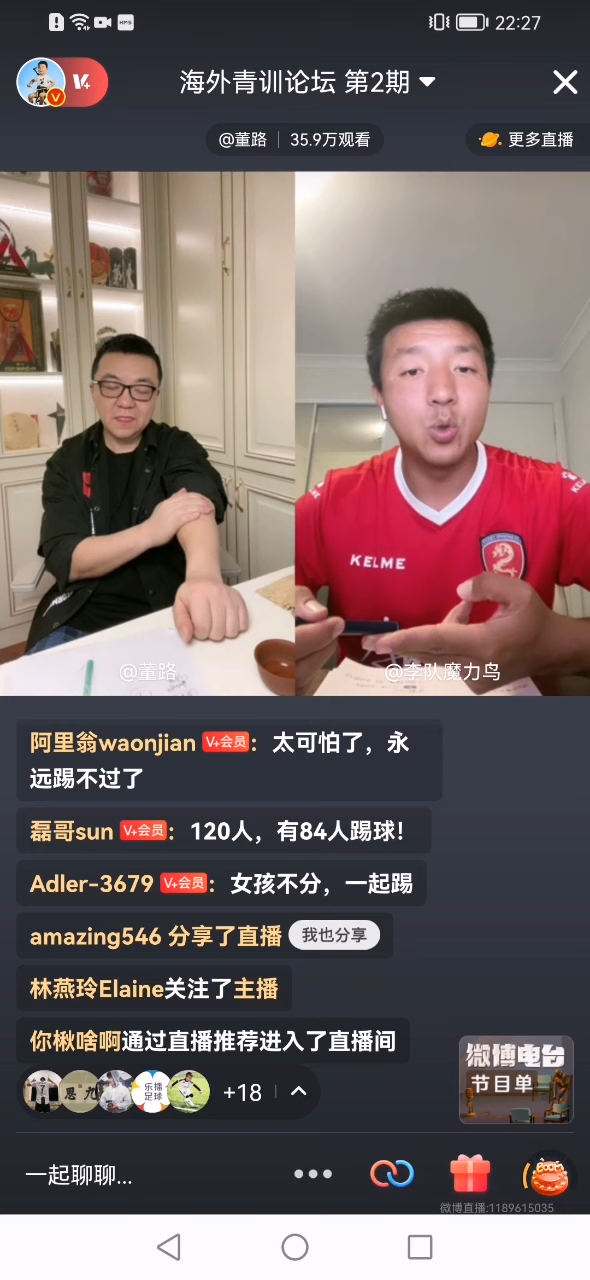 22:27
海外青训论坛 第2期
@董路 | 35.9万观看
更多直播
KELME
@董路
@李队魔力鸟
阿里翁waonjian V+会员： 太可怕了，永
远踢不过了
磊哥sun V+会员： 120人，有84人踢球！
Adler-3679 V+会员： 女孩不分，一起踢
amazing546 分享了直播 我也分享
林燕玲Elaine关注了主播
你楸啥啊通过直播推荐进入了直播间
微博电台
节目单
乐播
足球
+18
一起聊聊...
微博直播:1189615035